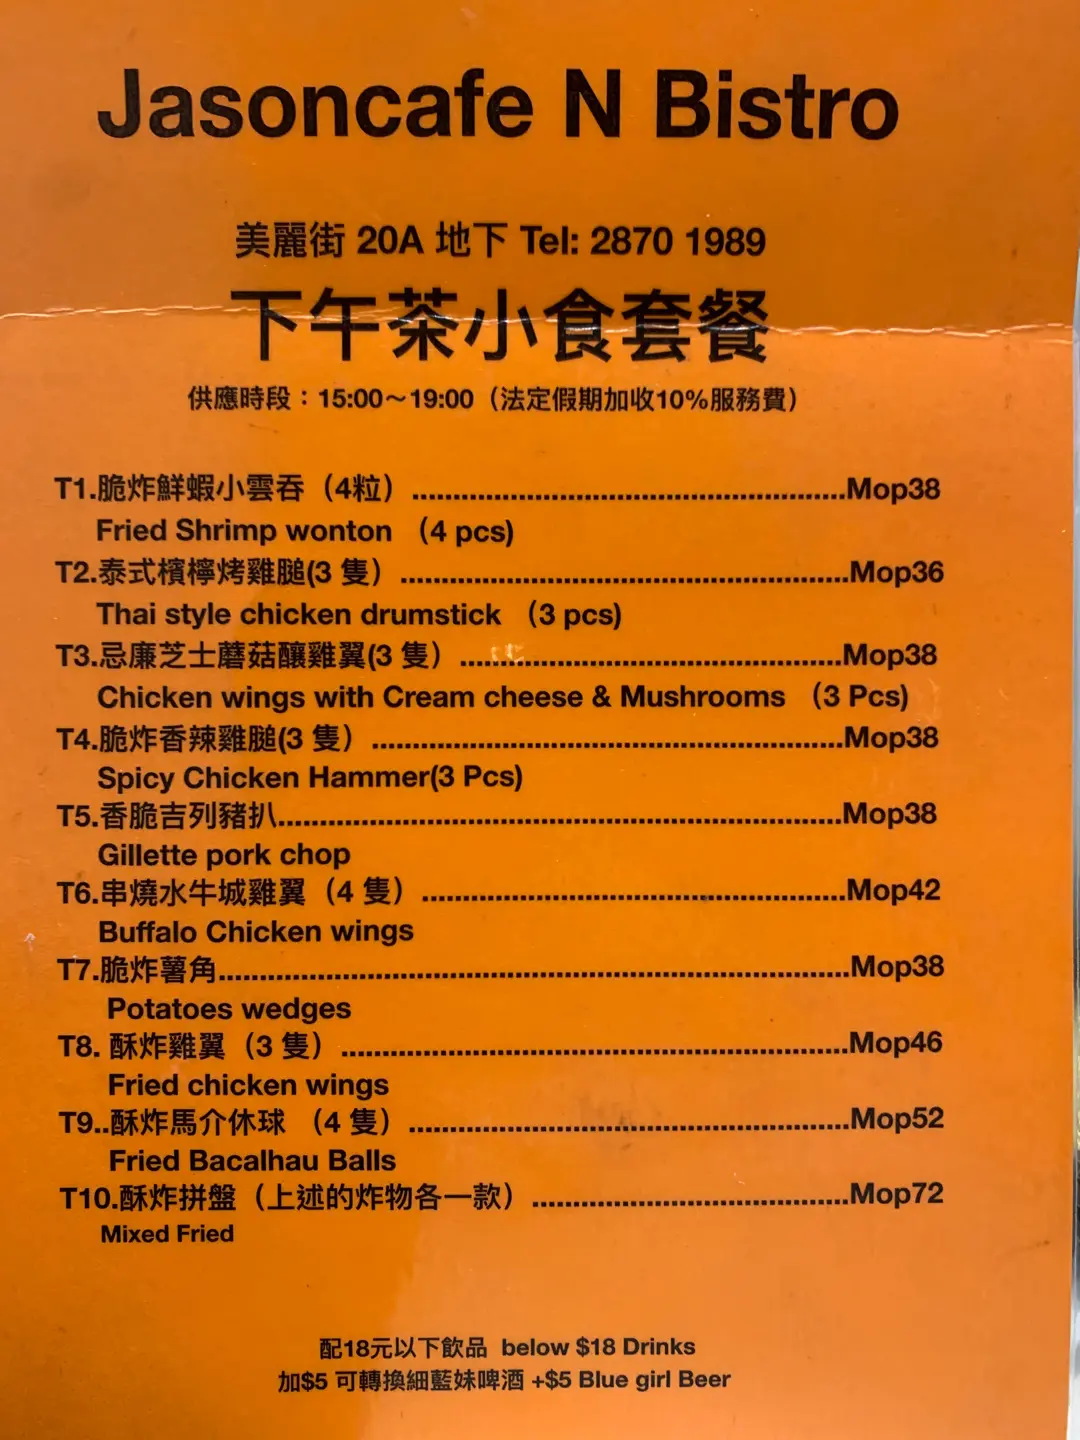 Jasoncafe N Bistro
美麗街 20A 地下 Tel: 2870 1989
下午茶小食套餐
供應時段：15:00～19:00（法定假期加收10%服務費）
T1.脆炸鮮蝦小雲吞（4粒）..........................................................Mop38
Fried Shrimp wonton （4 pcs)
T2.泰式檳檸烤雞腿(3 隻）..........................................................Mop36
Thai style chicken drumstick （3 pcs)
T3.忌廉芝士蘑菇釀雞翼(3 隻）..................................................Mop38
Chicken wings with Cream cheese & Mushrooms （3 Pcs)
T4.脆炸香辣雞腿(3 隻）.............................................................Mop38
Spicy Chicken Hammer(3 Pcs)
T5.香脆吉列豬扒.........................................................................Mop38
Gillette pork chop
T6.串燒水牛城雞翼（4 隻）.......................................................Mop42
Buffalo Chicken wings
T7.脆炸薯角.................................................................................Mop38
Potatoes wedges
T8. 酥炸雞翼（3 隻）.................................................................Mop46
Fried chicken wings
T9..酥炸馬介休球 （4 隻）........................................................Mop52
Fried Bacalhau Balls
T10.酥炸拼盤（上述的炸物各一款）.........................................Mop72
Mixed Fried
配18元以下飲品 below $18 Drinks
加$5 可轉換細藍妹啤酒 +$5 Blue girl Beer